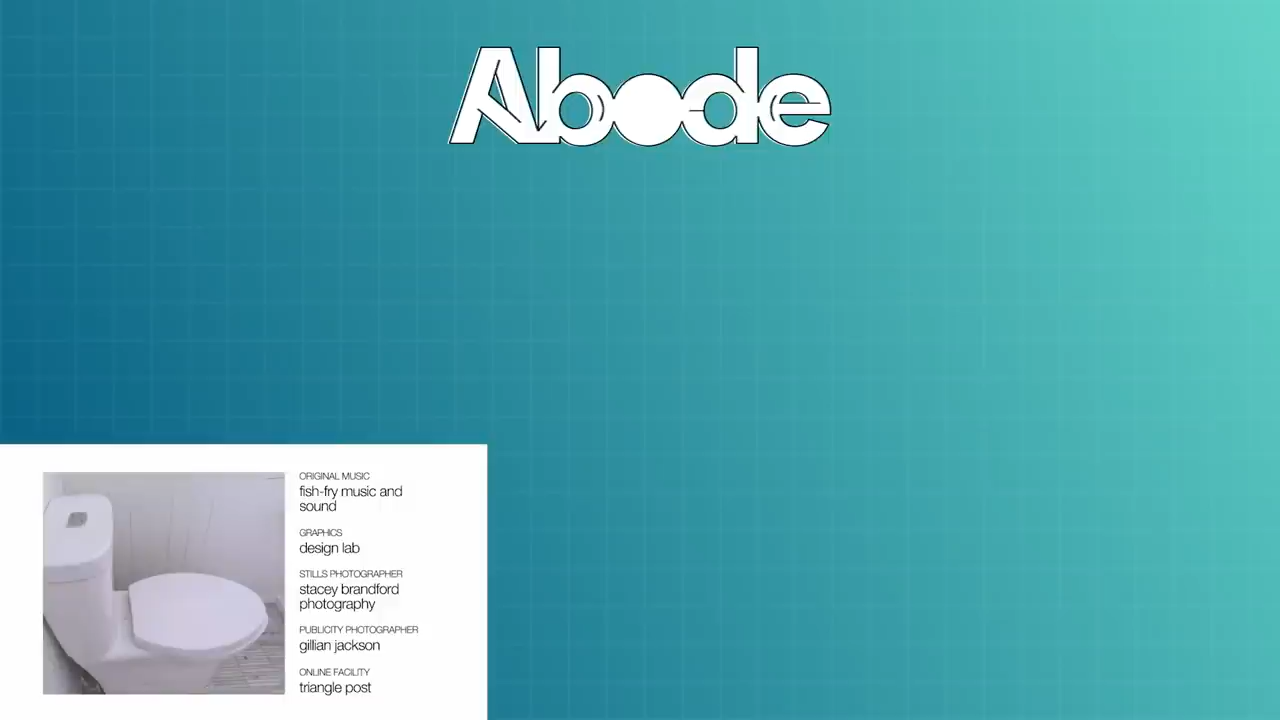 Abode
ORIGINAL MUSIC
fish-fry music and
sound
GRAPHICS
design lab
STILLS PHOTOGRAPHER
stacey brandford
photography
PUBLICITY PHOTOGRAPHER
gillian jackson
ONLINE FACILITY
triangle post